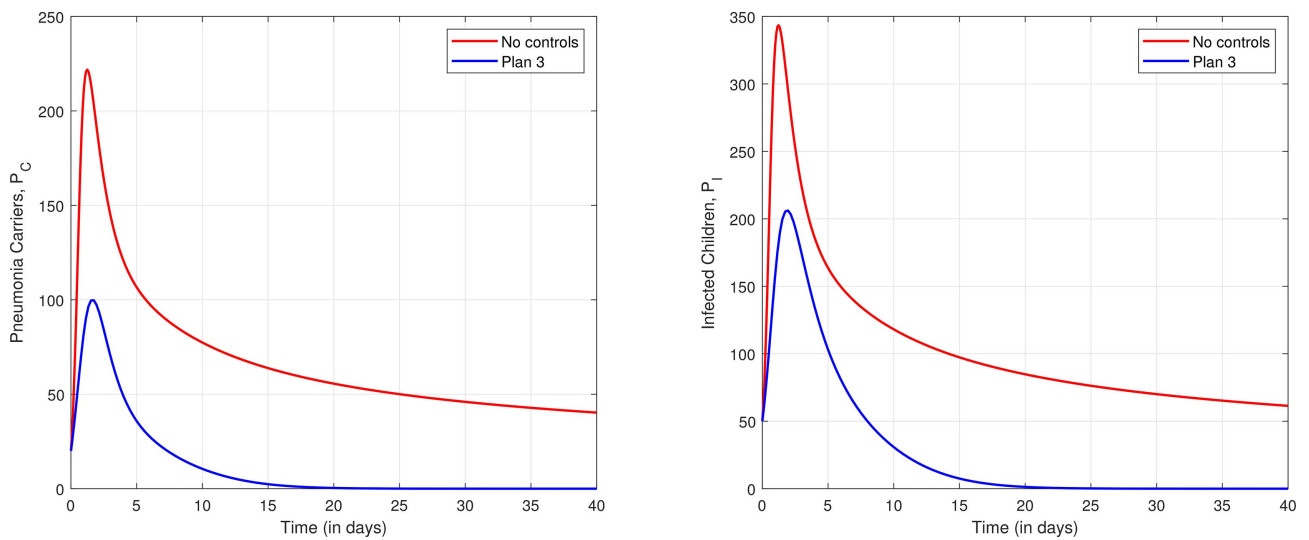 250
200
150
100
50
0
Pneumonia Carriers, P_C
No controls
Plan 3
0 5 10 15 20 25 30 35 40
Time (in days)
350
300
250
200
150
100
50
0
Infected Children, P_I
No controls
Plan 3
0 5 10 15 20 25 30 35 40
Time (in days)